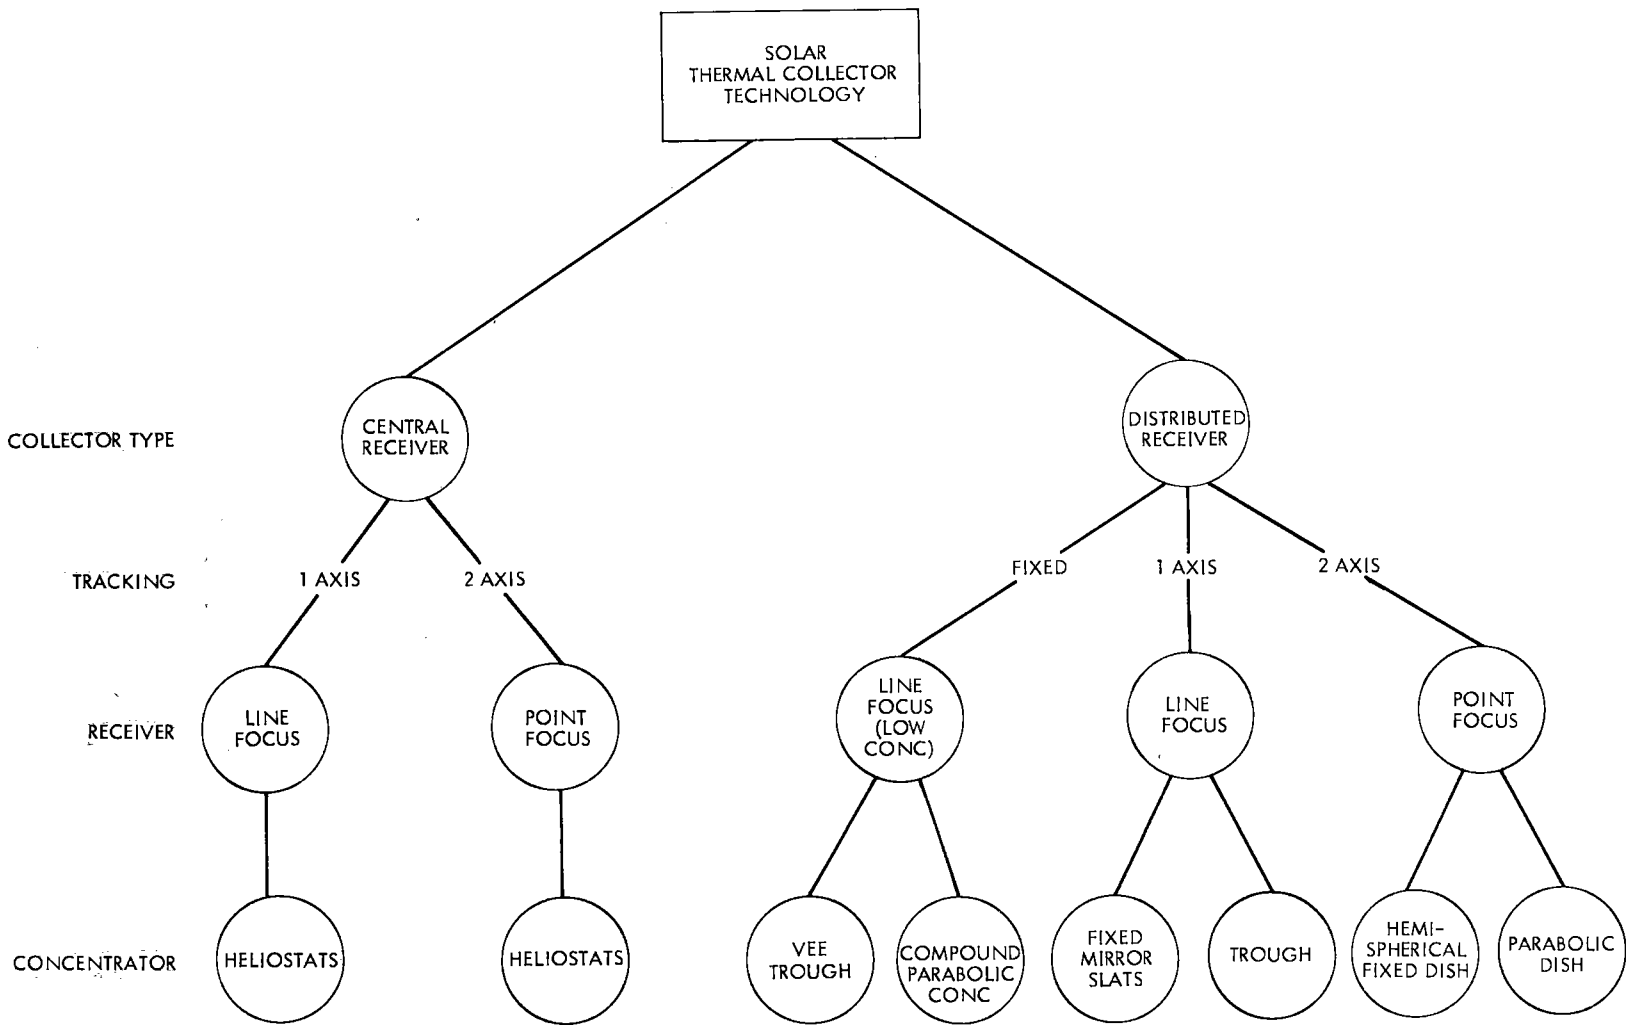 SOLAR
THERMAL COLLECTOR
TECHNOLOGY
COLLECTOR TYPE
CENTRAL
RECEIVER
DISTRIBUTED
RECEIVER
TRACKING
1 AXIS
2 AXIS
FIXED
1 AXIS
2 AXIS
RECEIVER
LINE
FOCUS
POINT
FOCUS
LINE
FOCUS
(LOW
CONC)
LINE
FOCUS
POINT
FOCUS
CONCENTRATOR
HELIOSTATS
HELIOSTATS
VEE
TROUGH
COMPOUND
PARABOLIC
CONC
FIXED
MIRROR
SLATS
TROUGH
HEMI-
SPHERICAL
FIXED DISH
PARABOLIC
DISH